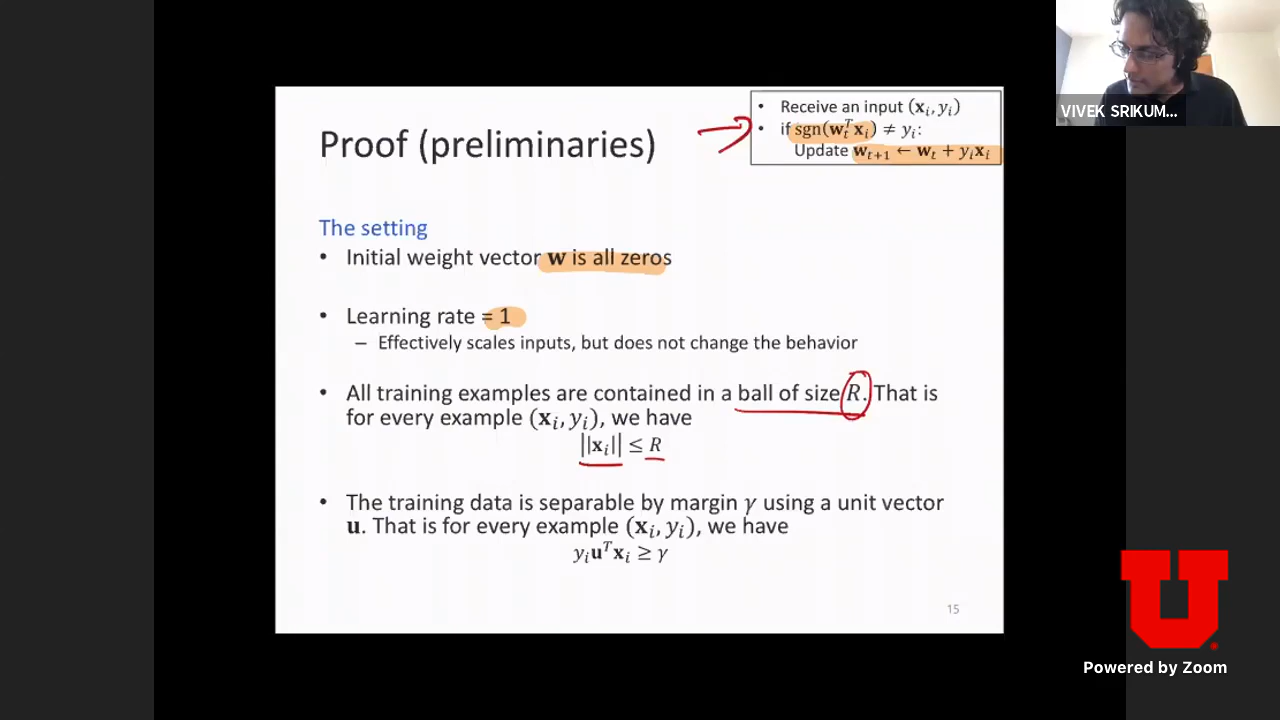 Proof (preliminaries)
• Receive an input (𝐱ᵢ, yᵢ)
• if sgn(𝐰ₜᵀ𝐱ᵢ) ≠ yᵢ:
Update 𝐰ₜ₊₁ ← 𝐰ₜ + yᵢ𝐱ᵢ
VIVEK SRIKUM...
The setting
• Initial weight vector 𝐰 is all zeros
• Learning rate = 1
– Effectively scales inputs, but does not change the behavior
• All training examples are contained in a ball of size R. That is
for every example (𝐱ᵢ, yᵢ), we have
||𝐱ᵢ|| ≤ R
• The training data is separable by margin γ using a unit vector
𝐮. That is for every example (𝐱ᵢ, yᵢ), we have
yᵢ𝐮ᵀ𝐱ᵢ ≥ γ
15
U
Powered by Zoom